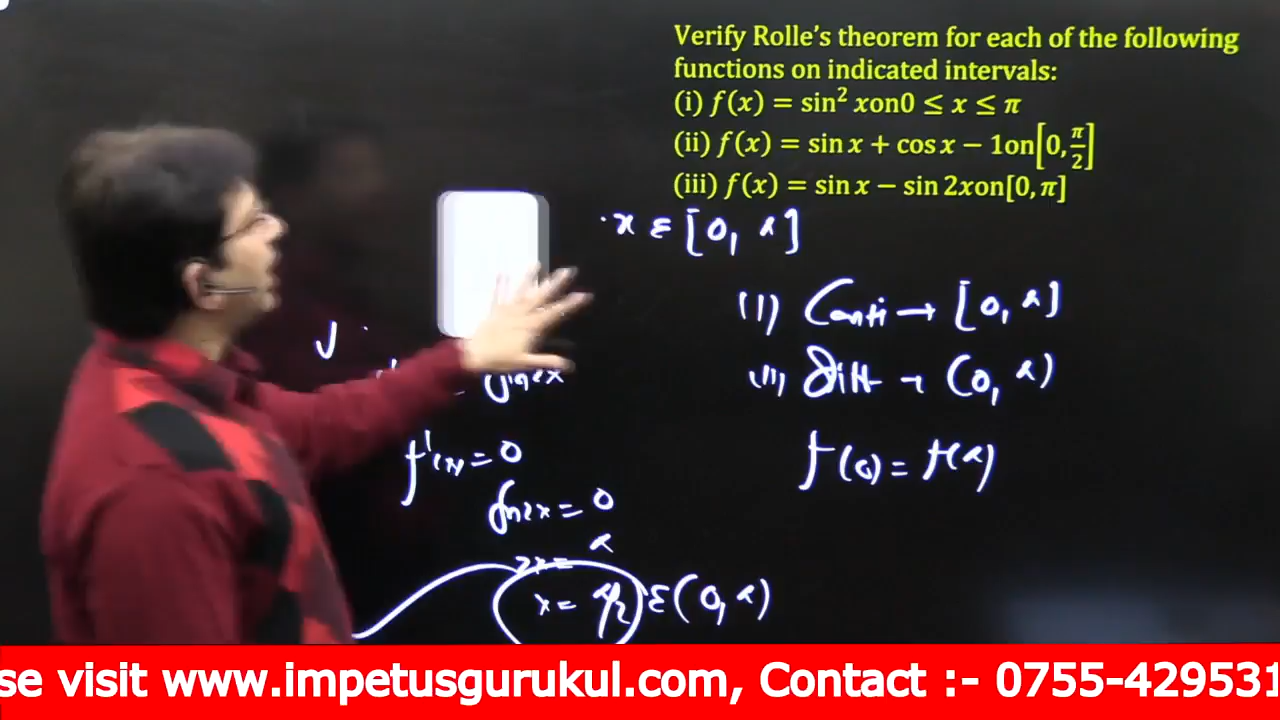 Verify Rolle's theorem for each of the following
functions on indicated intervals:
(i) f(x) = sin² xon0 ≤ x ≤ π
(ii) f(x) = sin x + cos x − 1on[0, π/2]
(iii) f(x) = sin x − sin 2xon[0, π]
x ε [0, π]
(i) Conti → [0, π]
(ii) Diff → (0, π)
f(0) = f(π)
f'(x) = 0
sin2x = 0
2x = π
x = π/2 ε (0, π)
se visit www.impetusgurukul.com, Contact :- 0755-429531